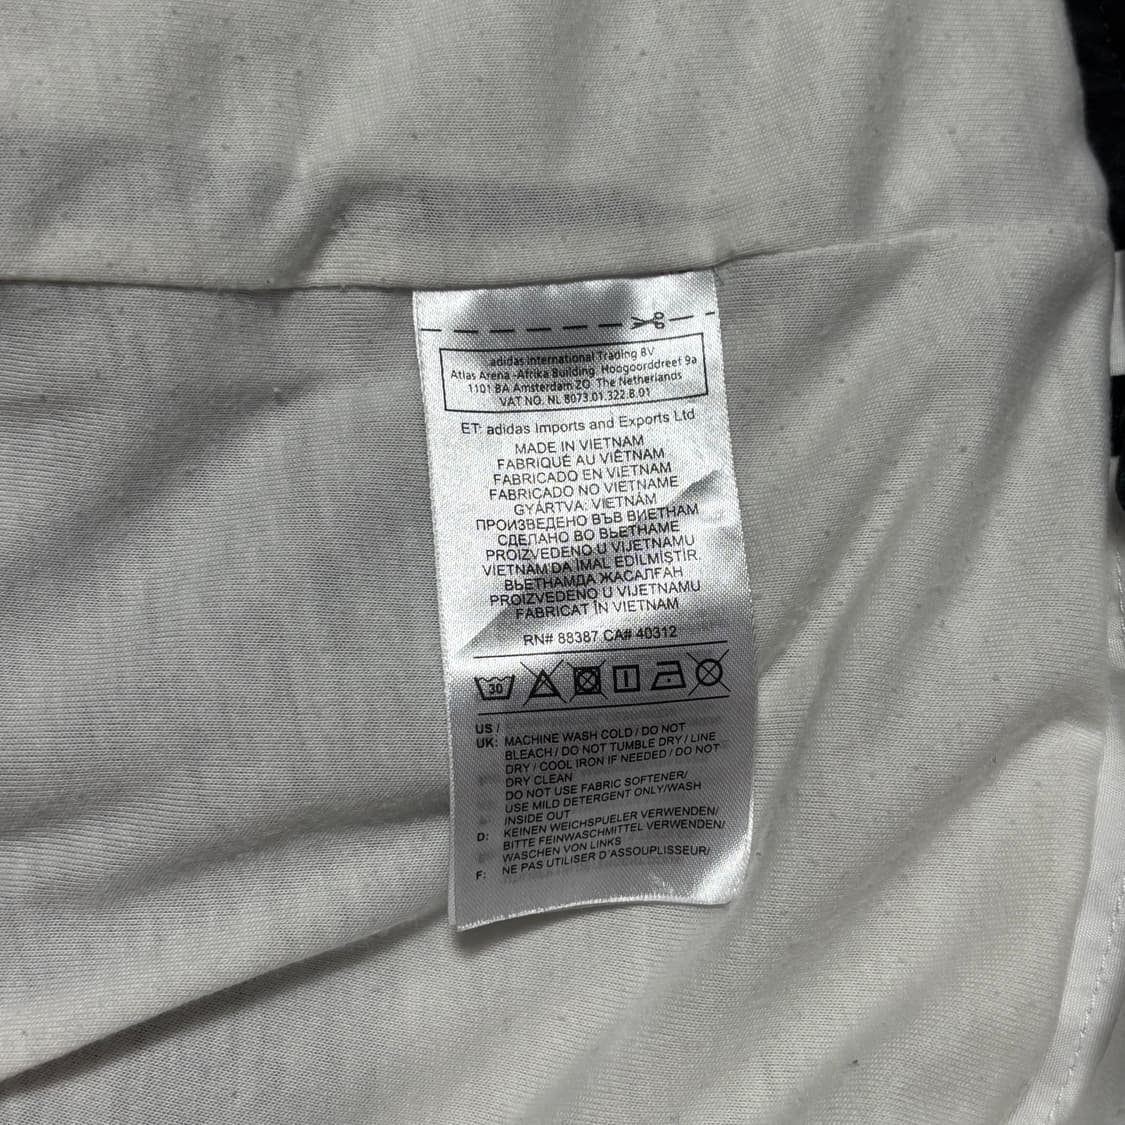 adidas International Trading BV
Atlas Arena -Afrika Building, Hoogoorddreef 9a
1101 BA Amsterdam ZO, The Netherlands
VAT NO. NL 8073.01.322.B.01
ET: adidas Imports and Exports Ltd
MADE IN VIETNAM
FABRIQUÉ AU VIETNAM
FABRICADO EN VIETNAM
FABRICADO NO VIETNAME
GYÁRTVA: VIETNÁM
ПРОИЗВЕДЕНО ВЪВ ВИЕТНАМ
СДЕЛАНО ВО ВЬЕТНАМЕ
PROIZVEDENO U VIJETNAMU
VIETNAM'DA İMAL EDİLMİŞTİR.
ВЬЕТНАМДА ЖАСАЛҒАН
PROIZVEDENO U VIJETNAMU
FABRICAT ÎN VIETNAM
RN# 88387 CA# 40312
30
US /
UK: MACHINE WASH COLD / DO NOT
BLEACH / DO NOT TUMBLE DRY / LINE
DRY / COOL IRON IF NEEDED / DO NOT
DRY CLEAN
DO NOT USE FABRIC SOFTENER/
USE MILD DETERGENT ONLY/WASH
INSIDE OUT
D: KEINEN WEICHSPUELER VERWENDEN/
BITTE FEINWASCHMITTEL VERWENDEN/
WASCHEN VON LINKS
F: NE PAS UTILISER D'ASSOUPLISSEUR/